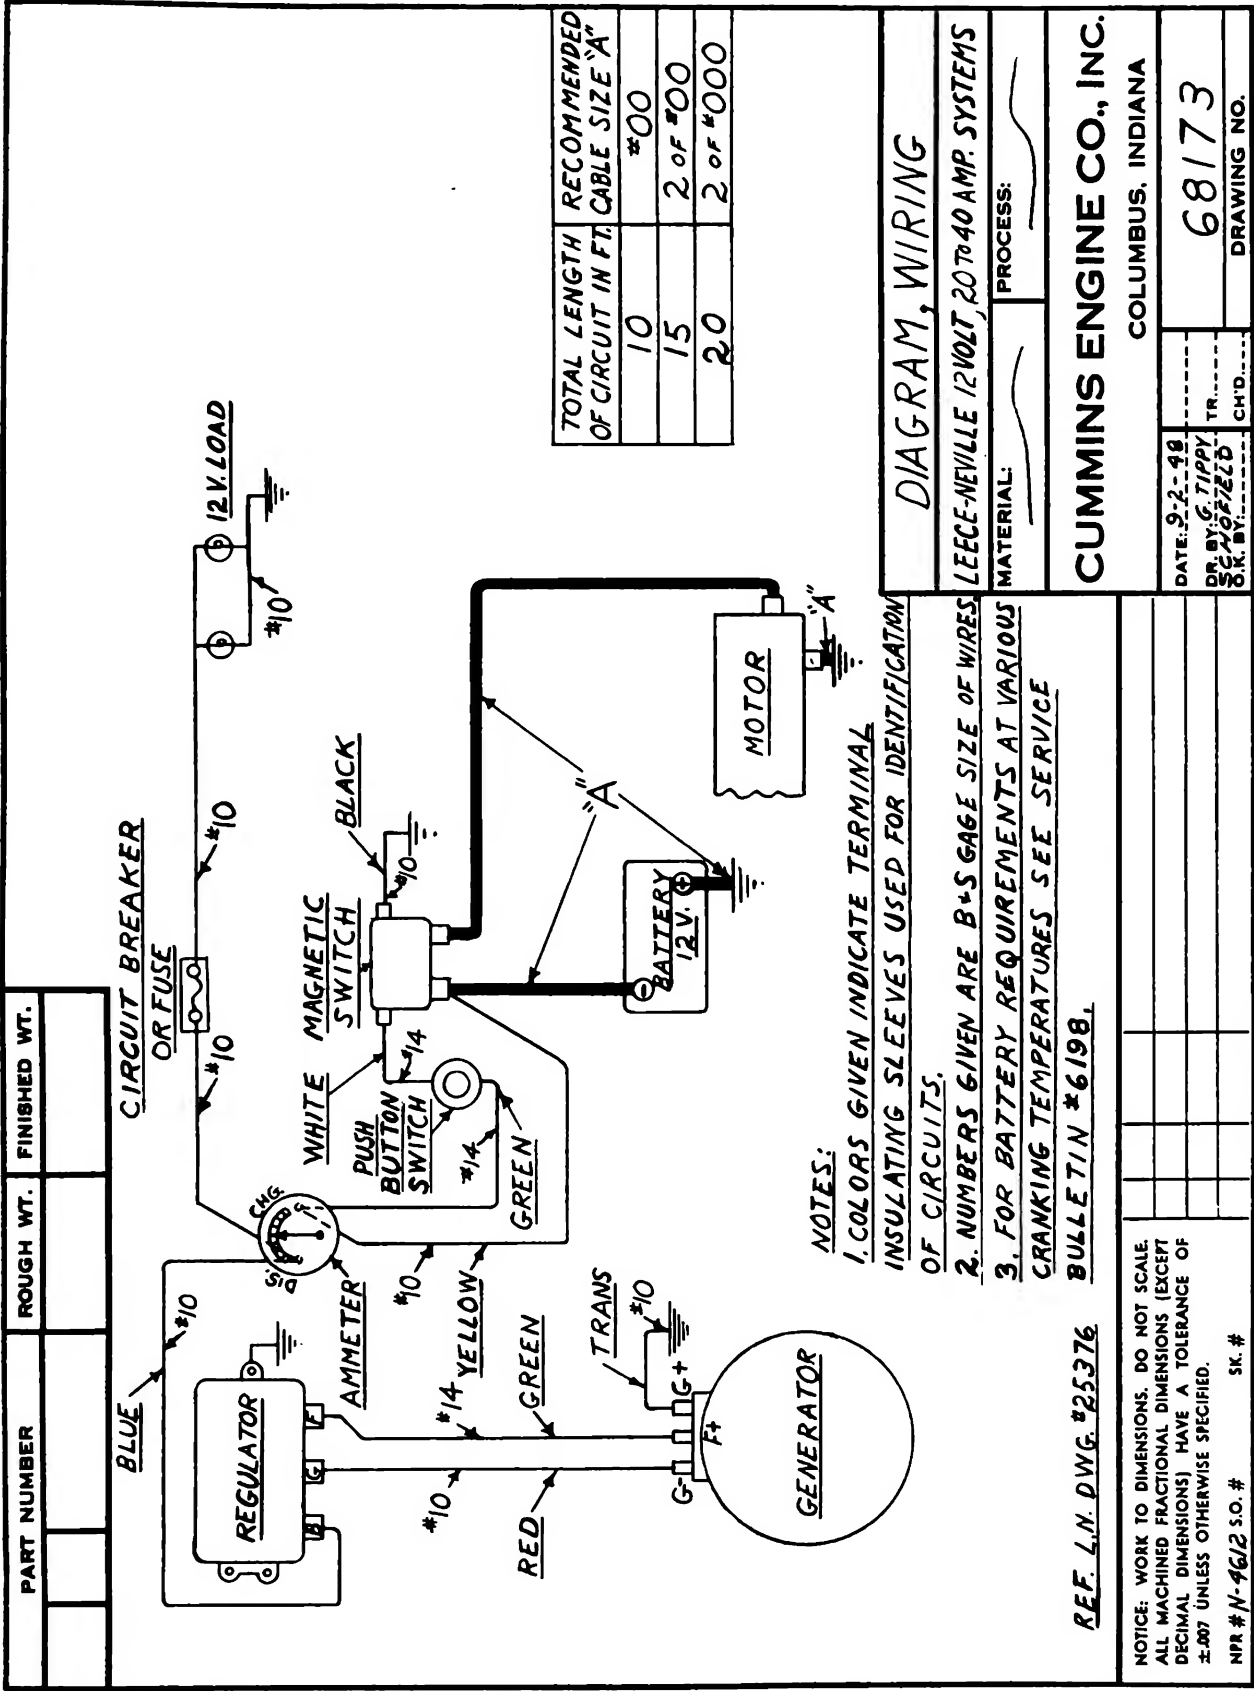 PART NUMBER
ROUGH WT.
FINISHED WT.
BLUE
#10
REGULATOR
B
G
F
CIRCUIT BREAKER
OR FUSE
#10
#10
12 V. LOAD
#10
DIS.
CHG.
AMMETER
WHITE
MAGNETIC
SWITCH
BLACK
#10
#14
PUSH
BUTTON
SWITCH
#14
GREEN
#10
YELLOW
#14
GREEN
#10
RED
TRANS
#10
G-
F+
G+
GENERATOR
BATTERY
12 V.
"A"
MOTOR
"A"
TOTAL LENGTH
OF CIRCUIT IN FT.
RECOMMENDED
CABLE SIZE "A"
10 #00
15 2 OF #00
20 2 OF #000
NOTES:
1. COLORS GIVEN INDICATE TERMINAL
INSULATING SLEEVES USED FOR IDENTIFICATION
OF CIRCUITS.
2. NUMBERS GIVEN ARE B&S GAGE SIZE OF WIRES.
3. FOR BATTERY REQUIREMENTS AT VARIOUS
CRANKING TEMPERATURES SEE SERVICE
BULLETIN #6198.
REF. L.N. DWG. #25376
DIAGRAM, WIRING
LEECE-NEVILLE 12 VOLT, 20 TO 40 AMP. SYSTEMS
MATERIAL:
PROCESS:
CUMMINS ENGINE CO., INC.
COLUMBUS, INDIANA
DATE: 9-2-48
DR. BY: G. TIPPY
SCHOFIELD
TR.
O.K. BY:
CH'D.
68173
DRAWING NO.
NOTICE: WORK TO DIMENSIONS. DO NOT SCALE.
ALL MACHINED FRACTIONAL DIMENSIONS (EXCEPT
DECIMAL DIMENSIONS) HAVE A TOLERANCE OF
±.007 UNLESS OTHERWISE SPECIFIED.
NPR # N-4612 S.O. # SK. #